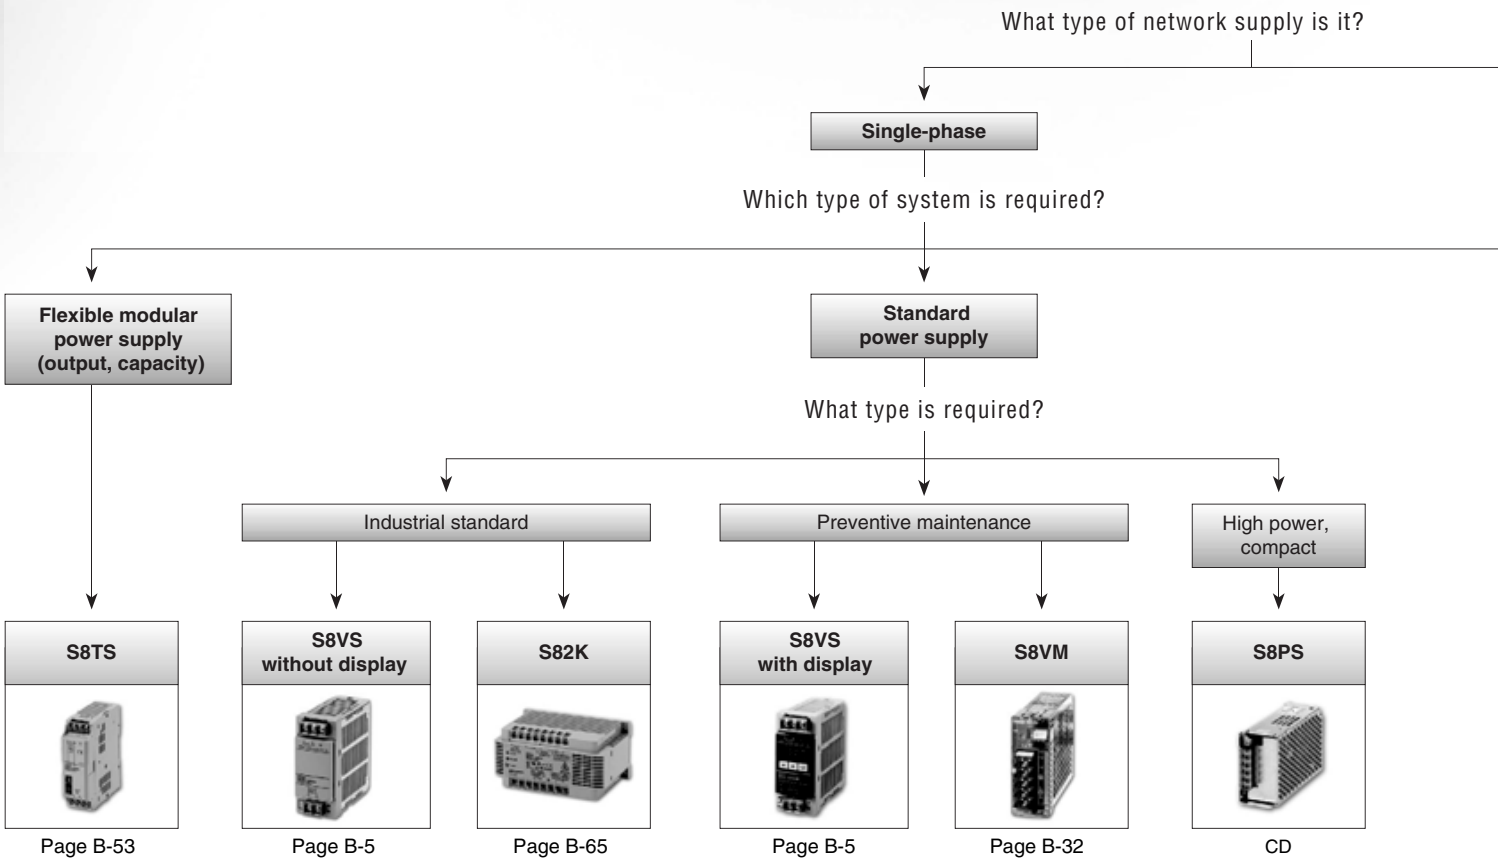 What type of network supply is it?
Single-phase
Which type of system is required?
Flexible modular
power supply
(output, capacity)
Standard
power supply
What type is required?
Industrial standard
Preventive maintenance
High power,
compact
S8TS
S8VS
without display
S82K
S8VS
with display
S8VM
S8PS
Page B-53
Page B-5
Page B-65
Page B-5
Page B-32
CD